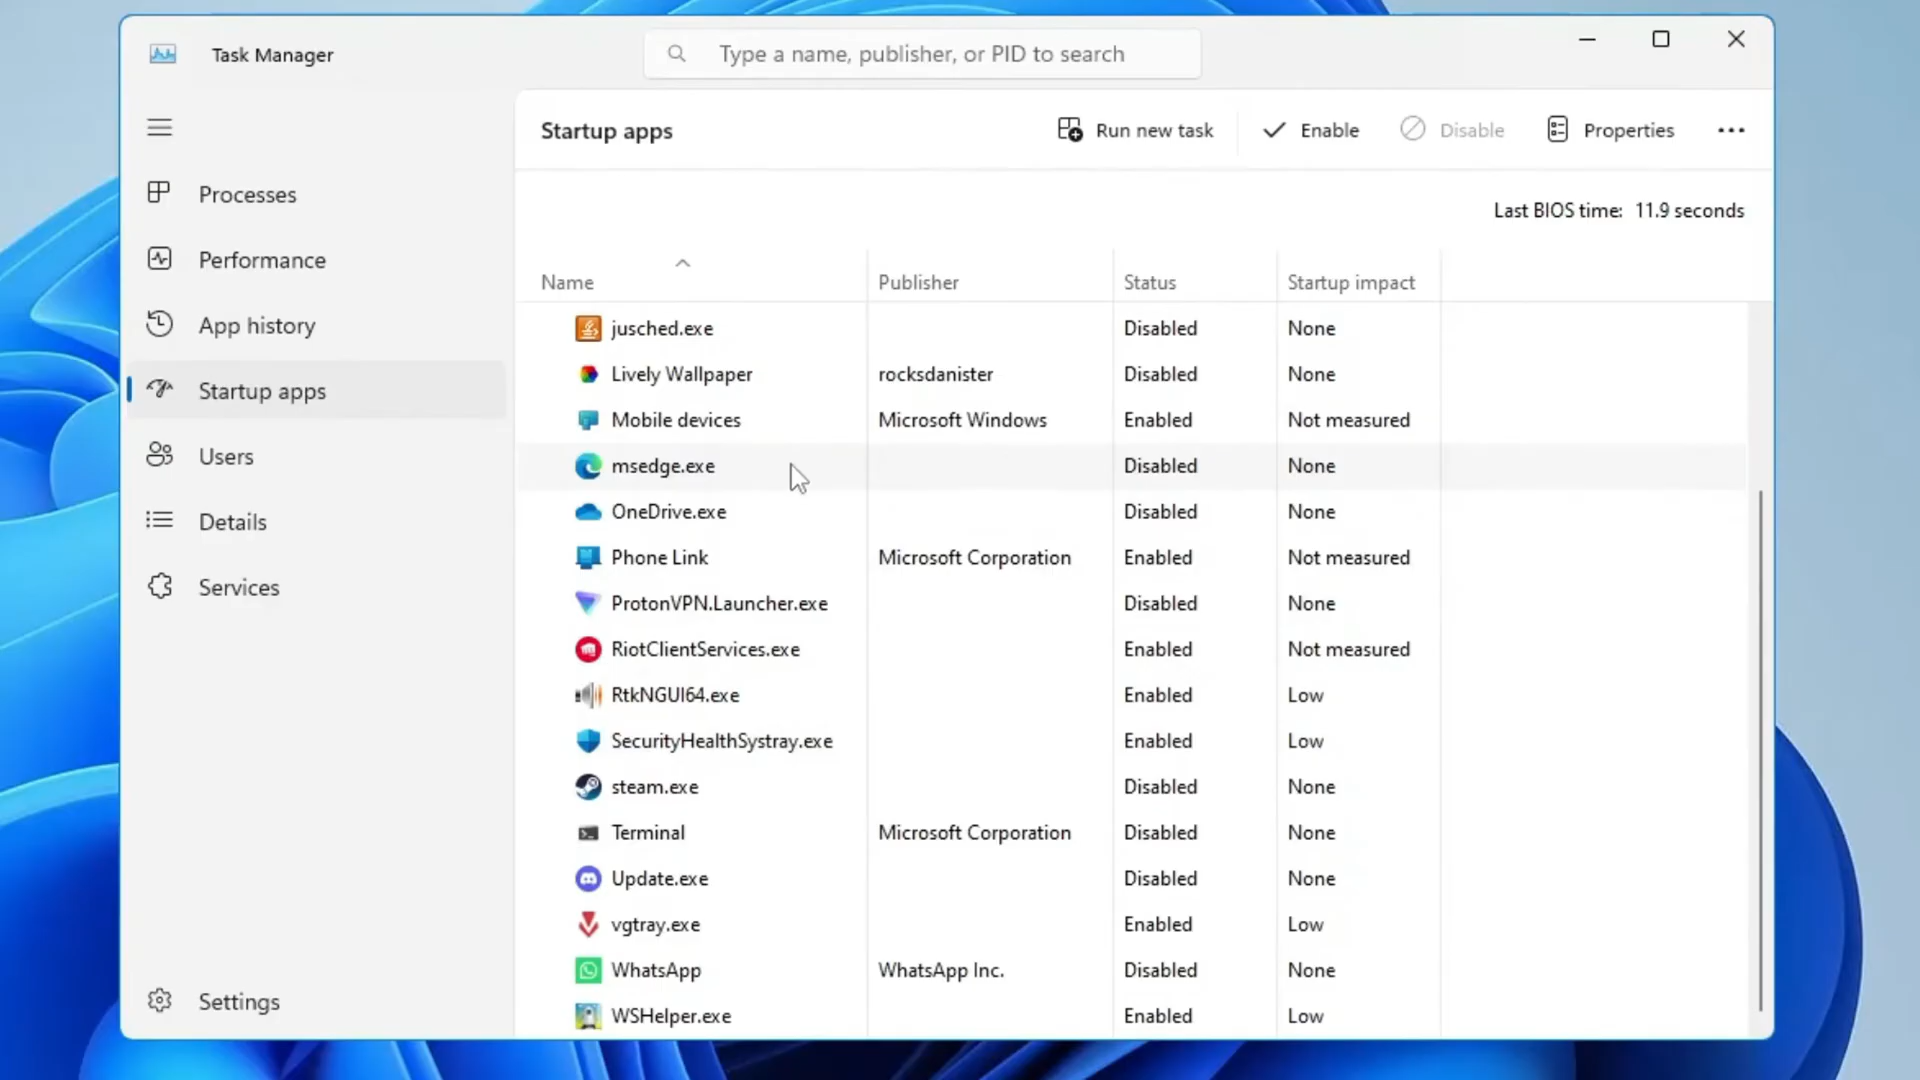 Task Manager
Type a name, publisher, or PID to search
Startup apps
Run new task
Enable
Disable
Properties
Processes
Performance
App history
Startup apps
Users
Details
Services
Settings
Last BIOS time: 11.9 seconds
Name Publisher Status Startup impact
jusched.exe Disabled None
Lively Wallpaper rocksdanister Disabled None
Mobile devices Microsoft Windows Enabled Not measured
msedge.exe Disabled None
OneDrive.exe Disabled None
Phone Link Microsoft Corporation Enabled Not measured
ProtonVPN.Launcher.exe Disabled None
RiotClientServices.exe Enabled Not measured
RtkNGUI64.exe Enabled Low
SecurityHealthSystray.exe Enabled Low
steam.exe Disabled None
Terminal Microsoft Corporation Disabled None
Update.exe Disabled None
vgtray.exe Enabled Low
WhatsApp WhatsApp Inc. Disabled None
WSHelper.exe Enabled Low